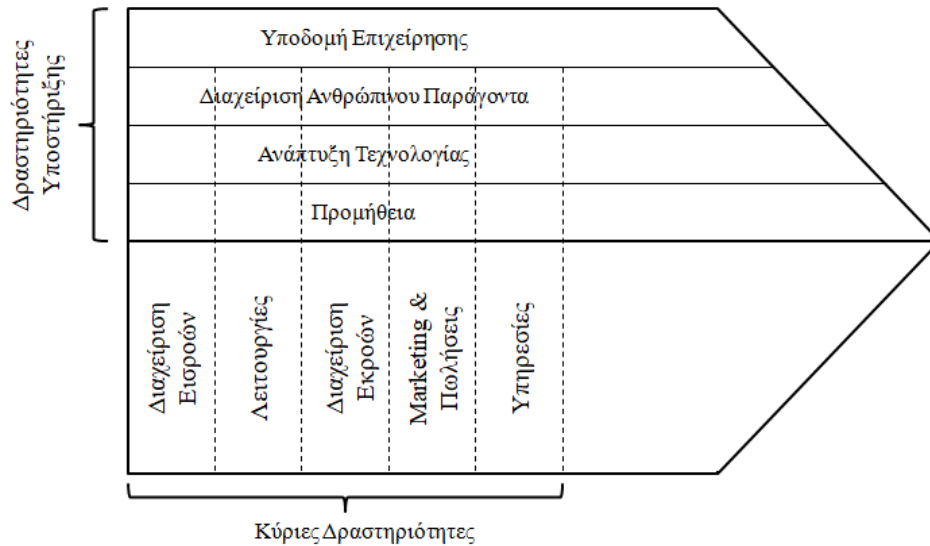 Δραστηριότητες
Υποστήριξης
Υποδομή Επιχείρησης
Διαχείριση Ανθρώπινου Παράγοντα
Ανάπτυξη Τεχνολογίας
Προμήθεια
Διαχείριση
Εισροών
Λειτουργίες
Διαχείριση
Εκροών
Marketing &
Πωλήσεις
Υπηρεσίες
Κύριες Δραστηριότητες